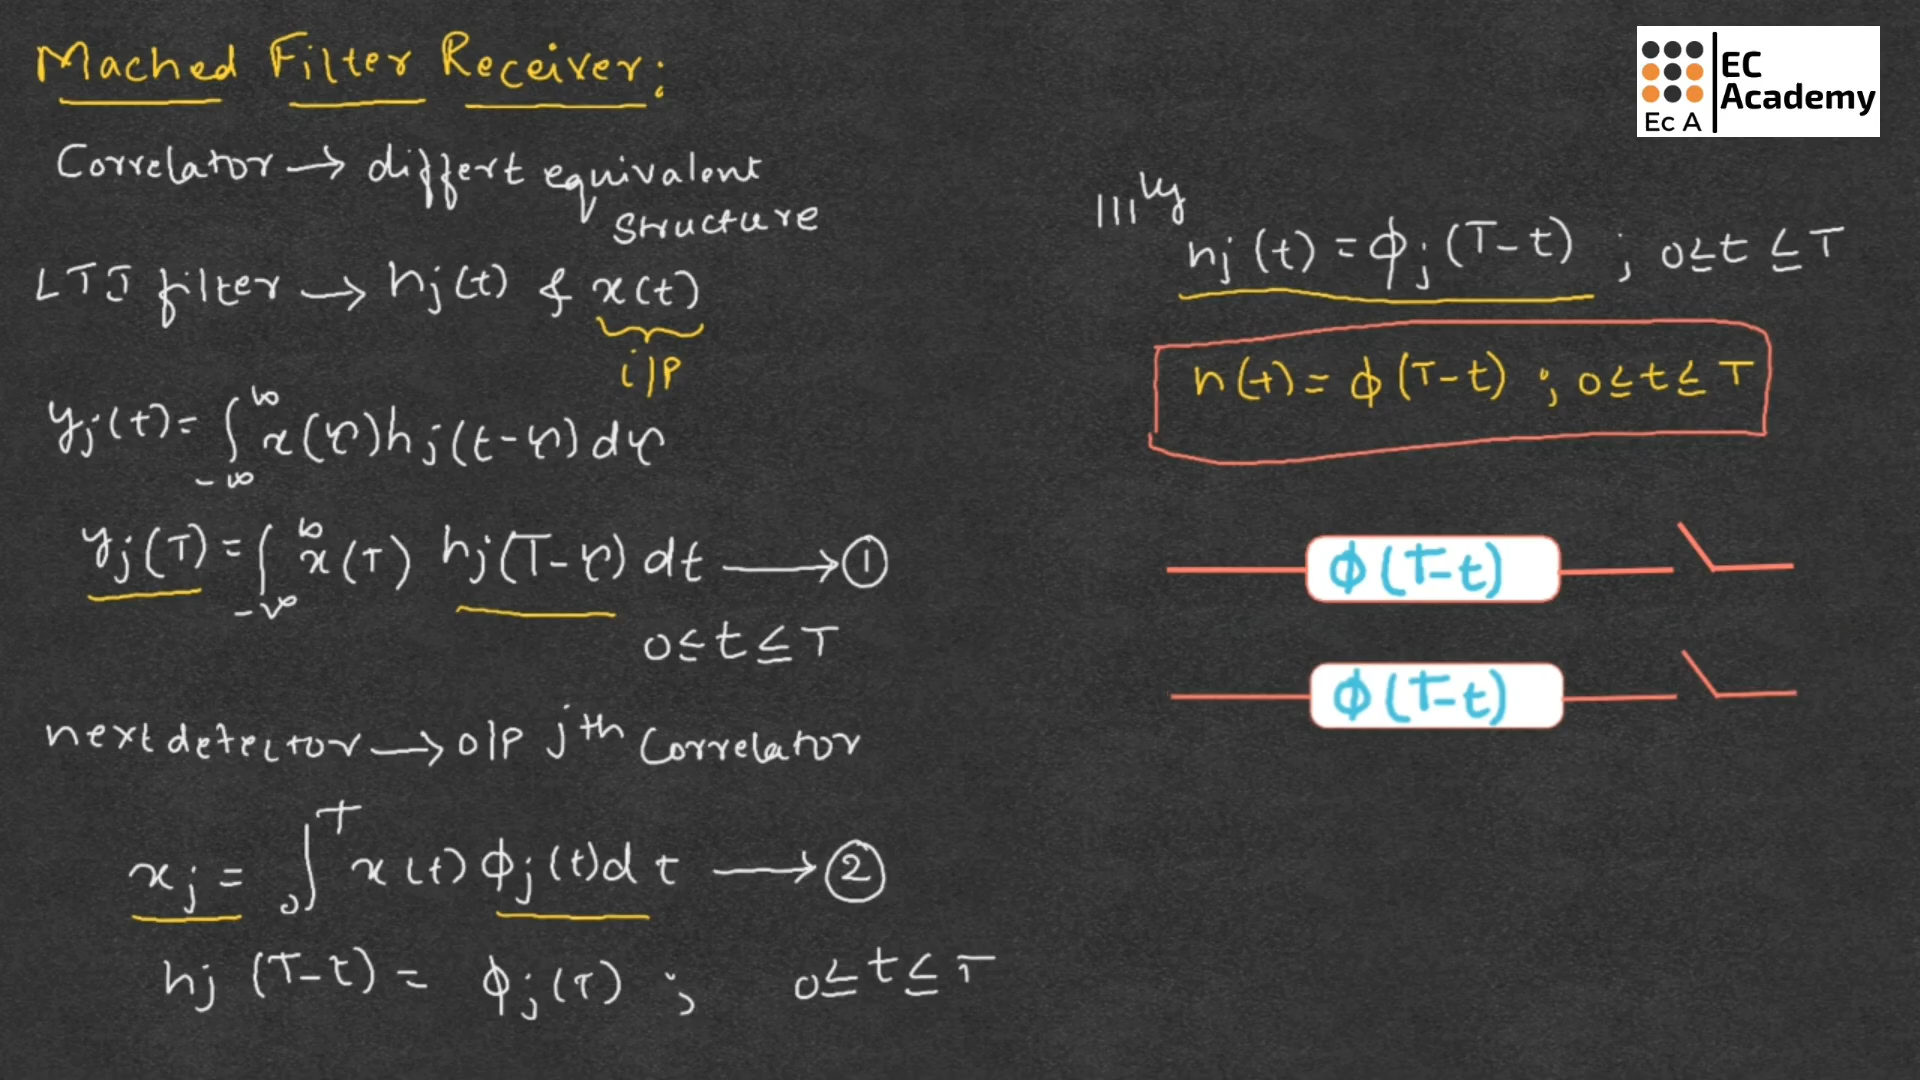 Mached Filter Receiver:
Correlator → differt equivalent
structure
LTI filter → hj(t) & x(t)
i/p
yj(t) = ∫_{-∞}^{∞} x(τ)hj(t-τ)dτ
yj(T) = ∫_{-∞}^{∞} x(τ) hj(T-τ) dt → ①
0≤t≤T
next detector → o/p jth Correlator
xj = ∫_0^T x(t) ϕj(t)dt → ②
hj (T-t) = ϕj(τ) ; 0≤t≤T
EC
Academy
Ec A
|||ly
hj(t) = ϕj(T-t) ; 0≤t≤T
h(t) = ϕ(T-t) ; 0≤t≤T
ϕ(T-t)
ϕ(T-t)